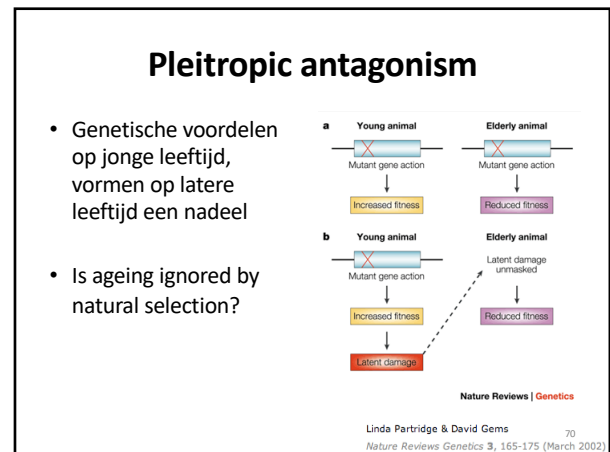 Pleitropic antagonism
• Genetische voordelen
op jonge leeftijd,
vormen op latere
leeftijd een nadeel
• Is ageing ignored by
natural selection?
a Young animal Elderly animal
Mutant gene action Mutant gene action
Increased fitness Reduced fitness
b Young animal Elderly animal
Mutant gene action
Latent damage
unmasked
Increased fitness Reduced fitness
Latent damage
Nature Reviews | Genetics
Linda Partridge & David Gems
70
Nature Reviews Genetics 3, 165-175 (March 2002)